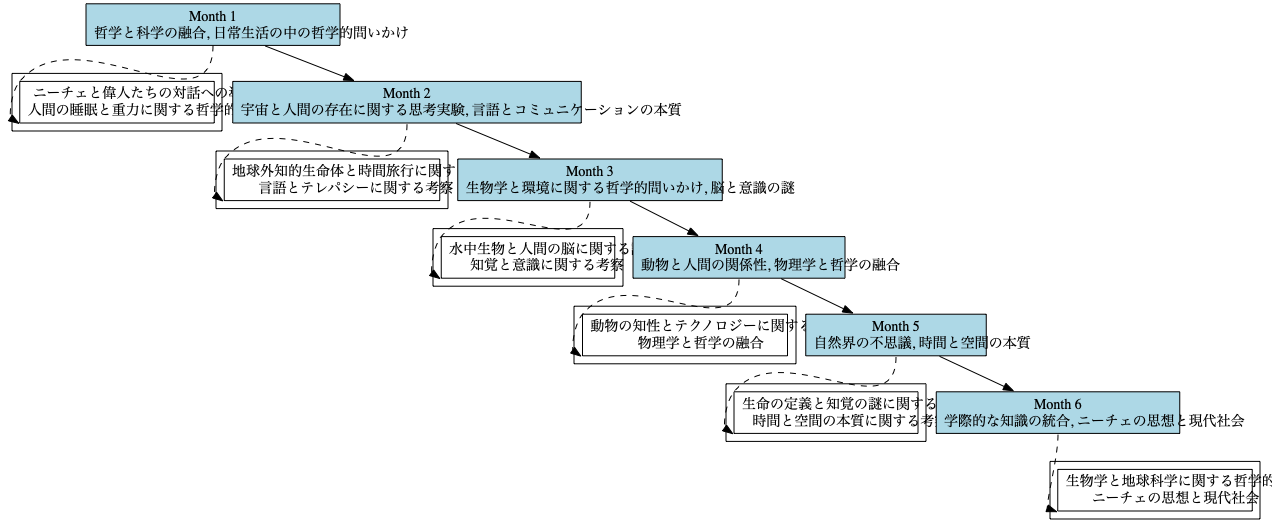 Month 1
哲学と科学の融合, 日常生活の中の哲学的問いかけ
ニーチェと偉人たちの対話への
人間の睡眠と重力に関する哲学的
Month 2
宇宙と人間の存在に関する思考実験, 言語とコミュニケーションの本質
地球外知的生命体と時間旅行に関す
言語とテレパシーに関する考察
Month 3
生物学と環境に関する哲学的問いかけ, 脳と意識の謎
水中生物と人間の脳に関する
知覚と意識に関する考察
Month 4
動物と人間の関係性, 物理学と哲学の融合
動物の知性とテクノロジーに関する
物理学と哲学の融合
Month 5
自然界の不思議, 時間と空間の本質
生命の定義と知覚の謎に関する
時間と空間の本質に関する考
Month 6
学際的な知識の統合, ニーチェの思想と現代社会
生物学と地球科学に関する哲学的
ニーチェの思想と現代社会